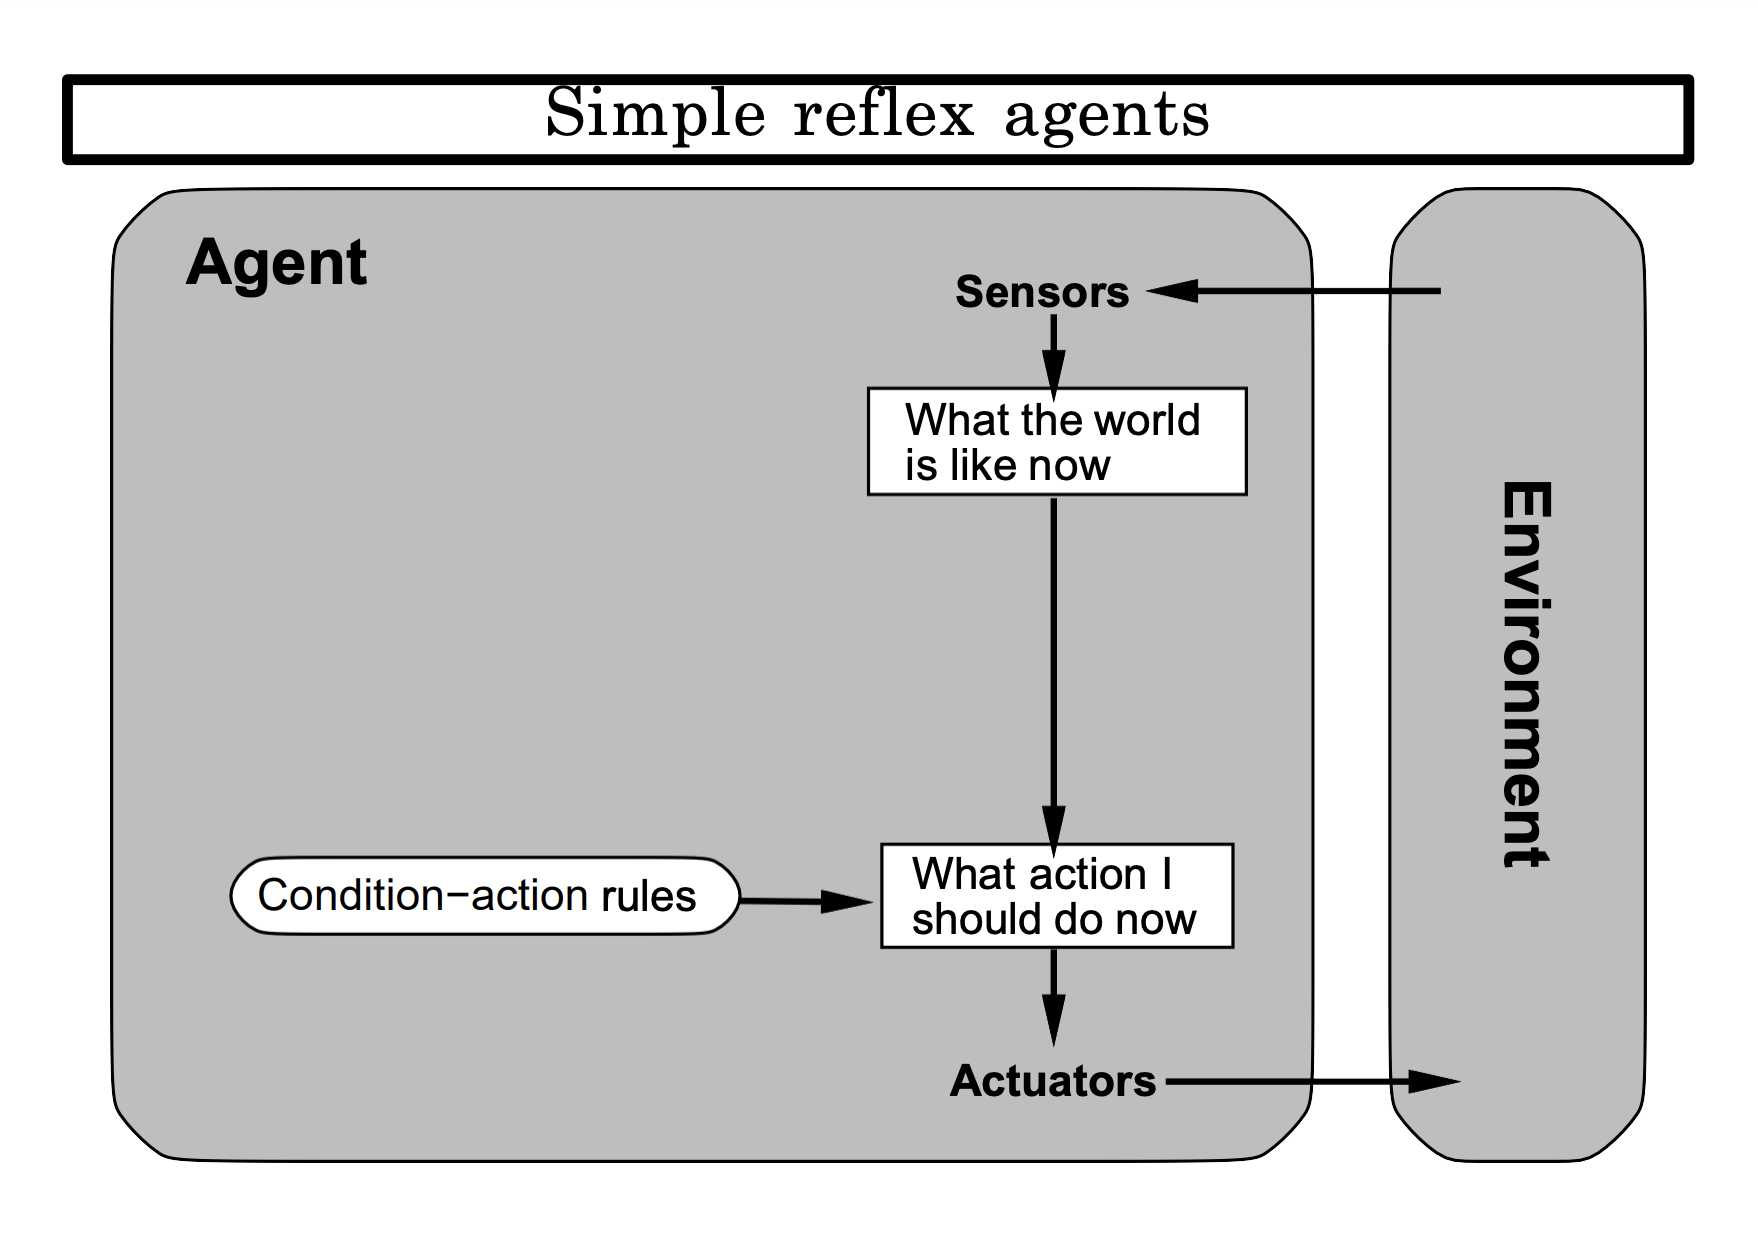 Simple reflex agents
Agent
Sensors
What the world
is like now
Environment
Condition−action rules
What action I
should do now
Actuators